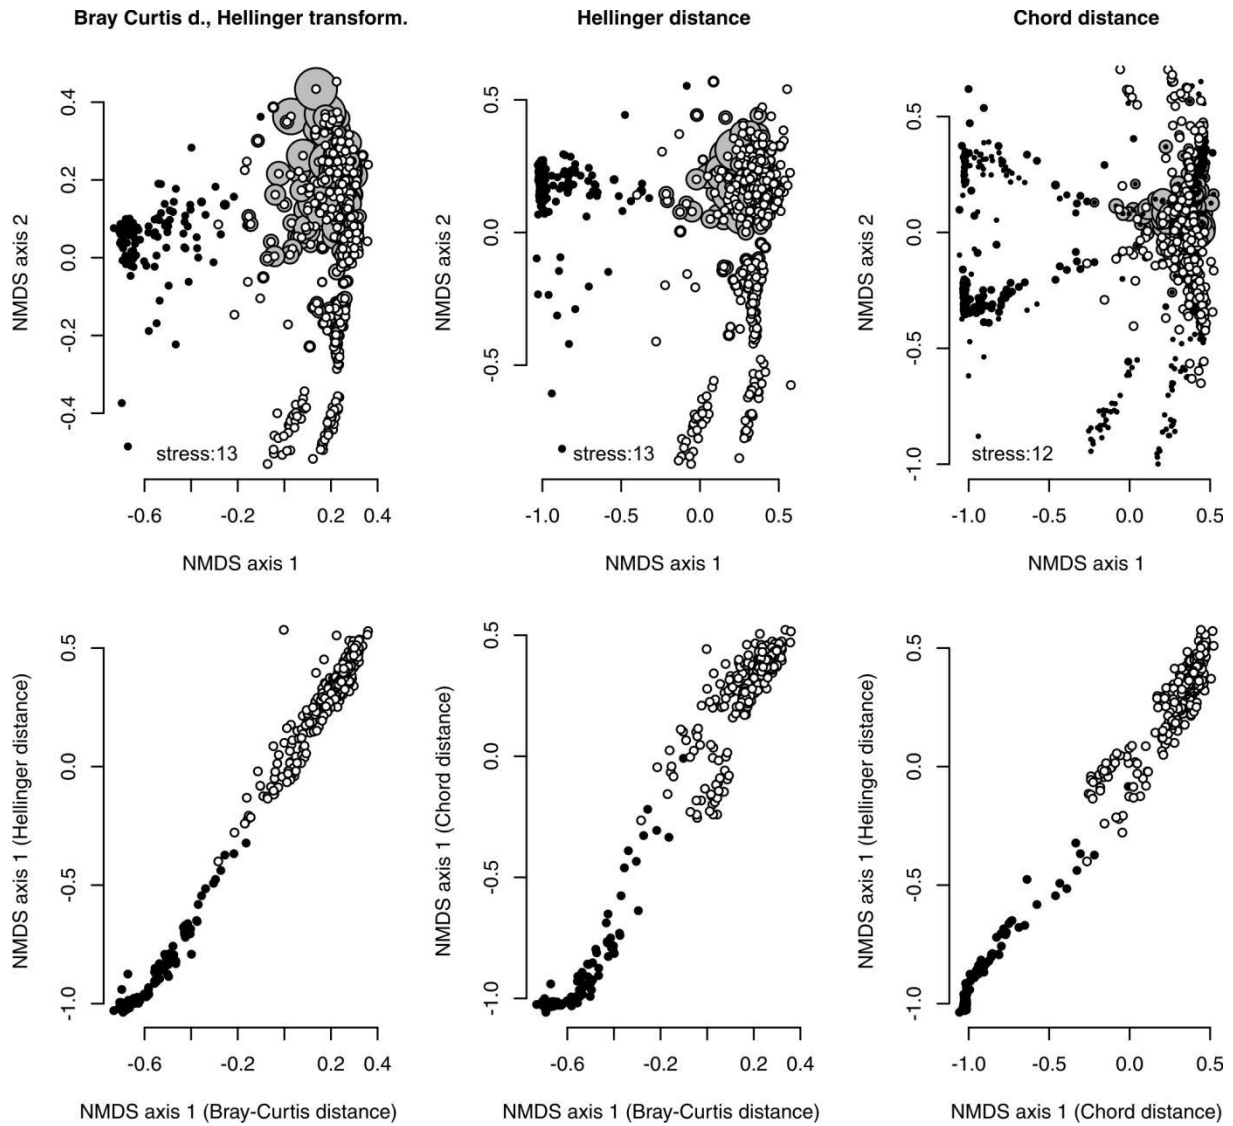 Bray Curtis d., Hellinger transform.
Hellinger distance
Chord distance
NMDS axis 2
0.4
0.2
0.0
-0.2
-0.4
stress:13
-0.6
-0.2
0.2
0.4
NMDS axis 1
NMDS axis 2
0.5
0.0
-0.5
stress:13
-1.0
-0.5
0.0
0.5
NMDS axis 1
NMDS axis 2
0.5
0.0
-0.5
-1.0
stress:12
-1.0
-0.5
0.0
0.5
NMDS axis 1
NMDS axis 1 (Hellinger distance)
0.5
0.0
-0.5
-1.0
-0.6
-0.2
0.2
0.4
NMDS axis 1 (Bray-Curtis distance)
NMDS axis 1 (Chord distance)
0.5
0.0
-0.5
-1.0
-0.6
-0.2
0.2
0.4
NMDS axis 1 (Bray-Curtis distance)
NMDS axis 1 (Hellinger distance)
0.5
0.0
-0.5
-1.0
-1.0
-0.5
0.0
0.5
NMDS axis 1 (Chord distance)